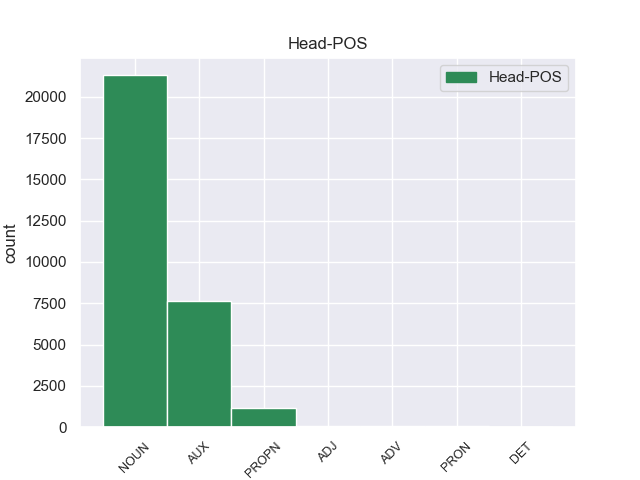 Head-POS
Head-POS
20000
17500
15000
12500
10000
7500
5000
2500
0
count
NOUN
AUX
PROPN
ADJ
ADV
PRON
DET